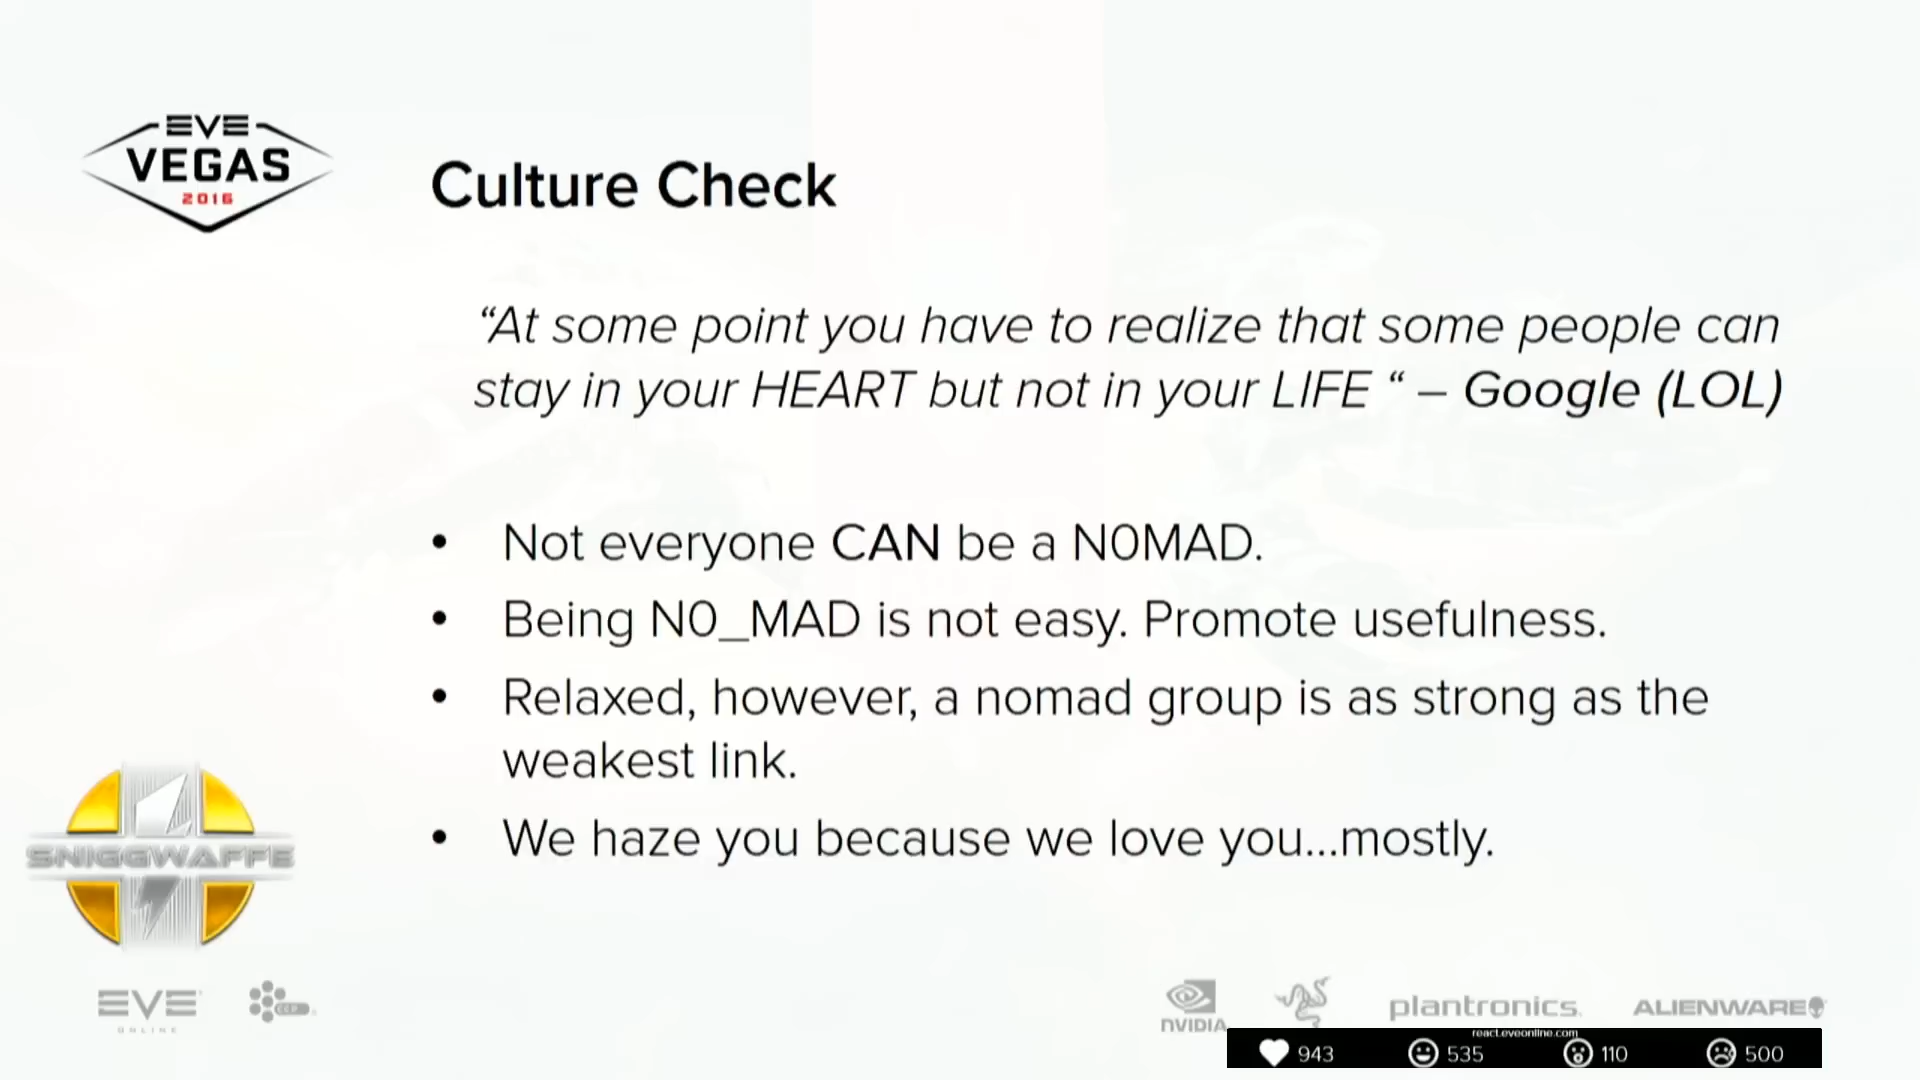 EVE
VEGAS
2016
Culture Check
“At some point you have to realize that some people can
stay in your HEART but not in your LIFE “ – Google (LOL)
• Not everyone CAN be a N0MAD.
• Being N0_MAD is not easy. Promote usefulness.
• Relaxed, however, a nomad group is as strong as the
weakest link.
• We haze you because we love you...mostly.
SNIGGWAFFE
EVE
ONLINE
CCP
NVIDIA
plantronics.
ALIENWARE
react.eveonline.com
943 535 110 500